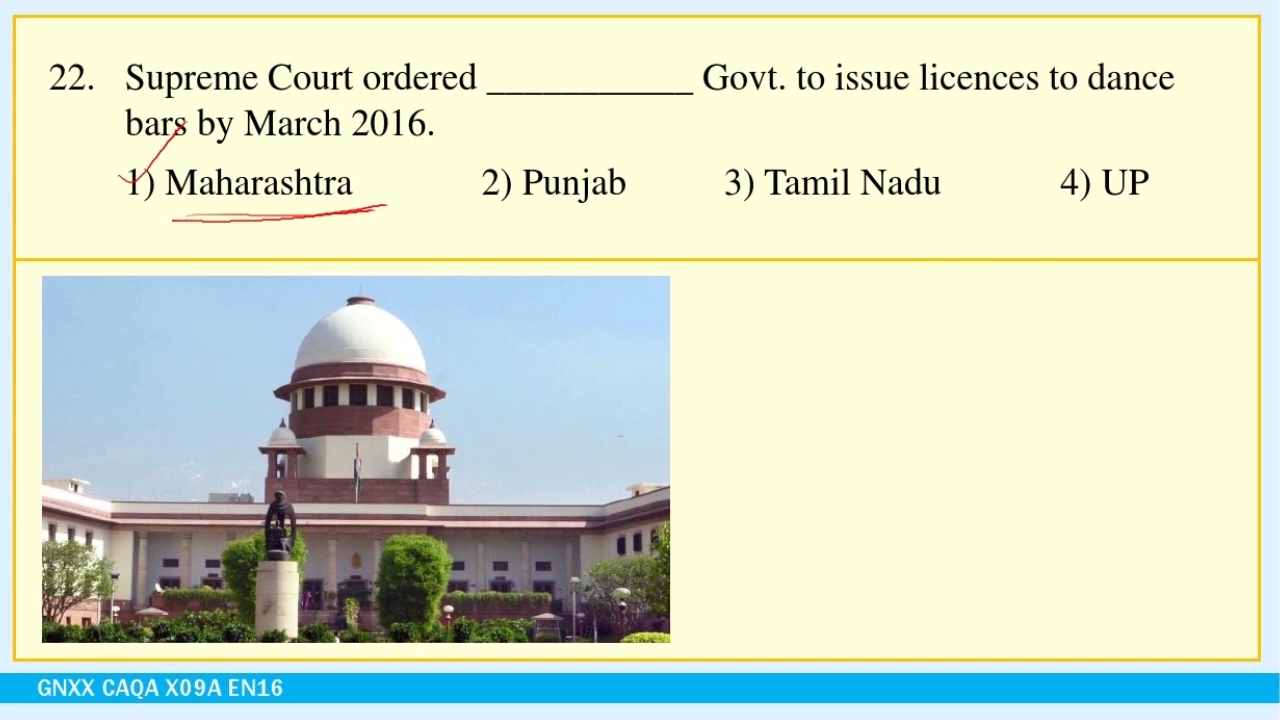 22. Supreme Court ordered ___________ Govt. to issue licences to dance
bars by March 2016.
1) Maharashtra 2) Punjab 3) Tamil Nadu 4) UP
GNXX CAQA X09A EN16